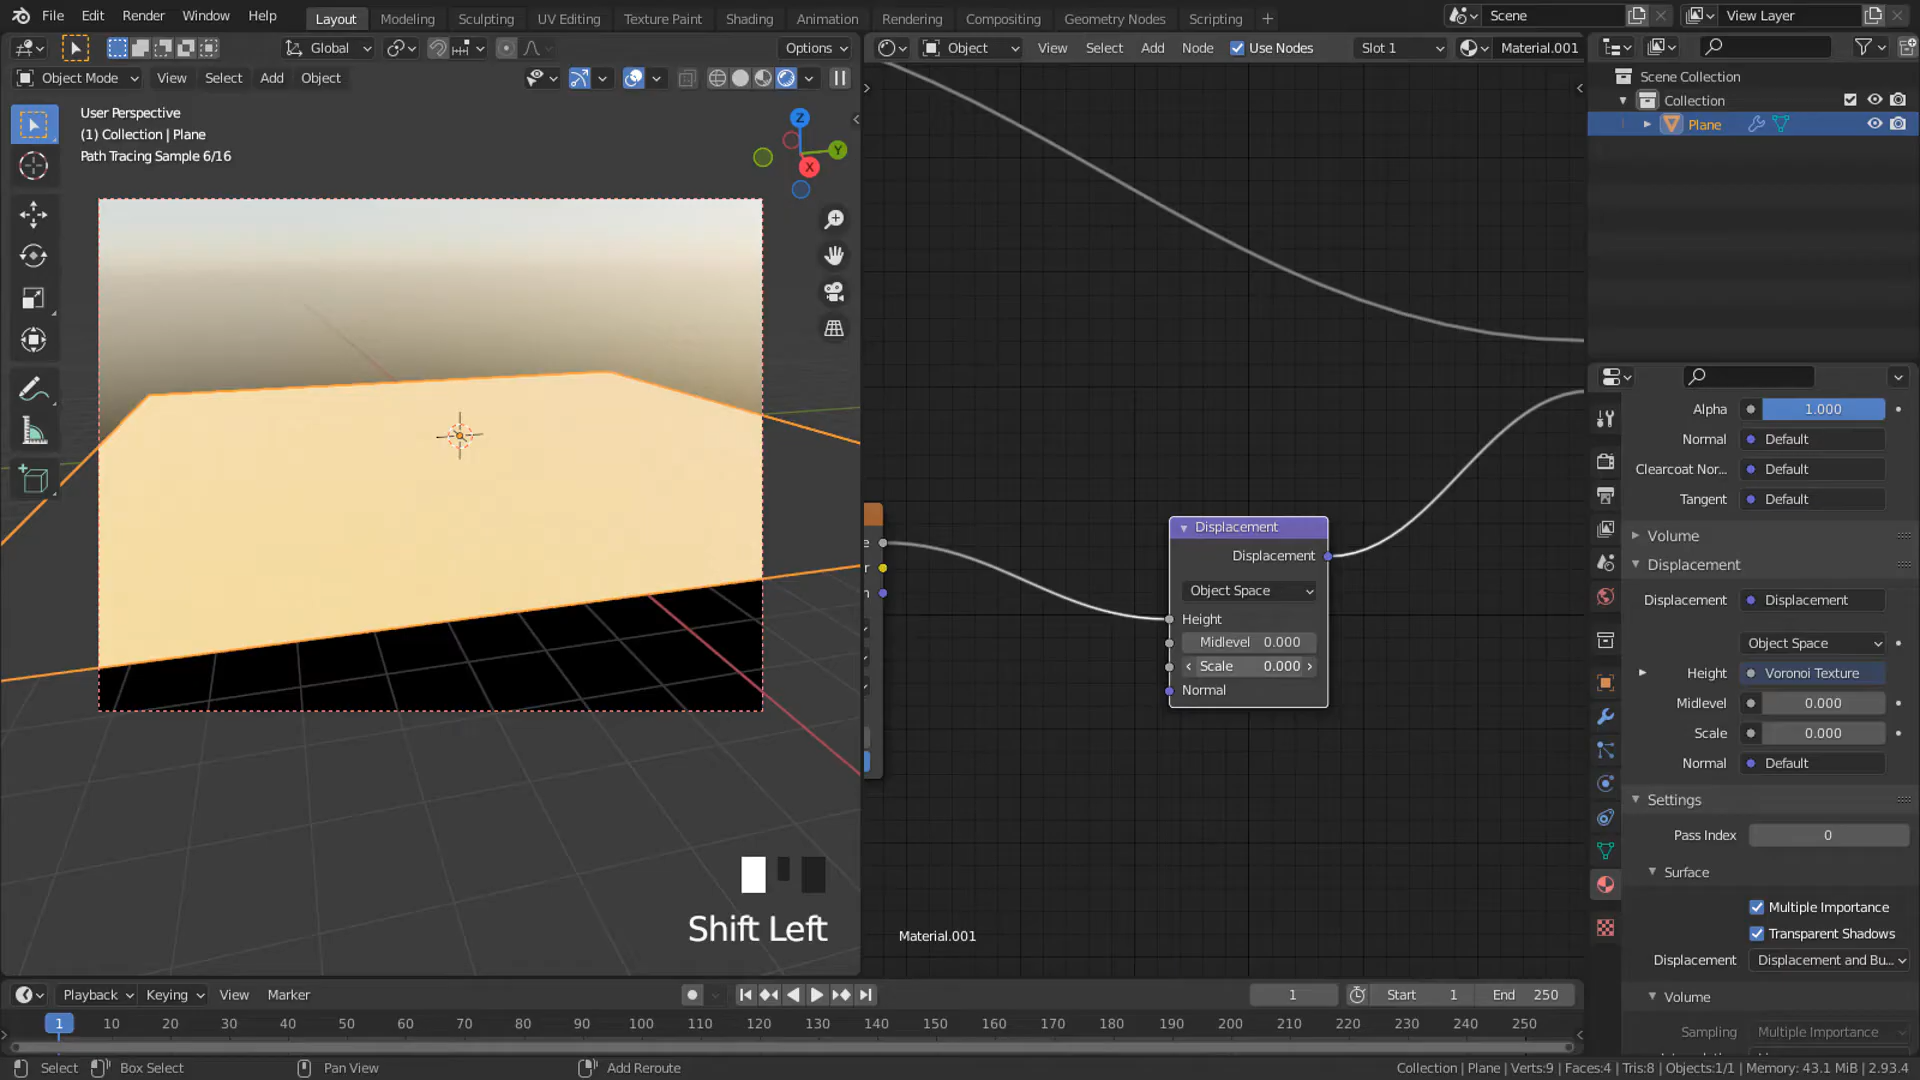 File Edit Render Window Help Layout Modeling Sculpting UV Editing Texture Paint Shading Animation Rendering Compositing Geometry Nodes Scripting + Scene View Layer
Global Options
Object View Select Add Node Use Nodes Slot 1 Material.001
Object Mode View Select Add Object
User Perspective
(1) Collection | Plane
Path Tracing Sample 6/16
Z
Y
X
Scene Collection
Collection
Plane
Alpha 1.000
Normal Default
Clearcoat Nor... Default
Tangent Default
Volume
Displacement
Displacement Displacement
Object Space
Height Voronoi Texture
Midlevel 0.000
Scale 0.000
Normal Default
Settings
Pass Index 0
Surface
Multiple Importance
Transparent Shadows
Displacement Displacement and Bu...
Volume
Sampling Multiple Importance
Displacement
Displacement
Object Space
Height
Midlevel 0.000
Scale 0.000
Normal
e
r
n
Shift Left
Material.001
Playback Keying View Marker 1 Start 1 End 250
1 10 20 30 40 50 60 70 80 90 100 110 120 130 140 150 160 170 180 190 200 210 220 230 240 250
Select Box Select Pan View Add Reroute Collection | Plane | Verts:9 | Faces:4 | Tris:8 | Objects:1/1 | Memory: 43.1 MiB | 2.93.4